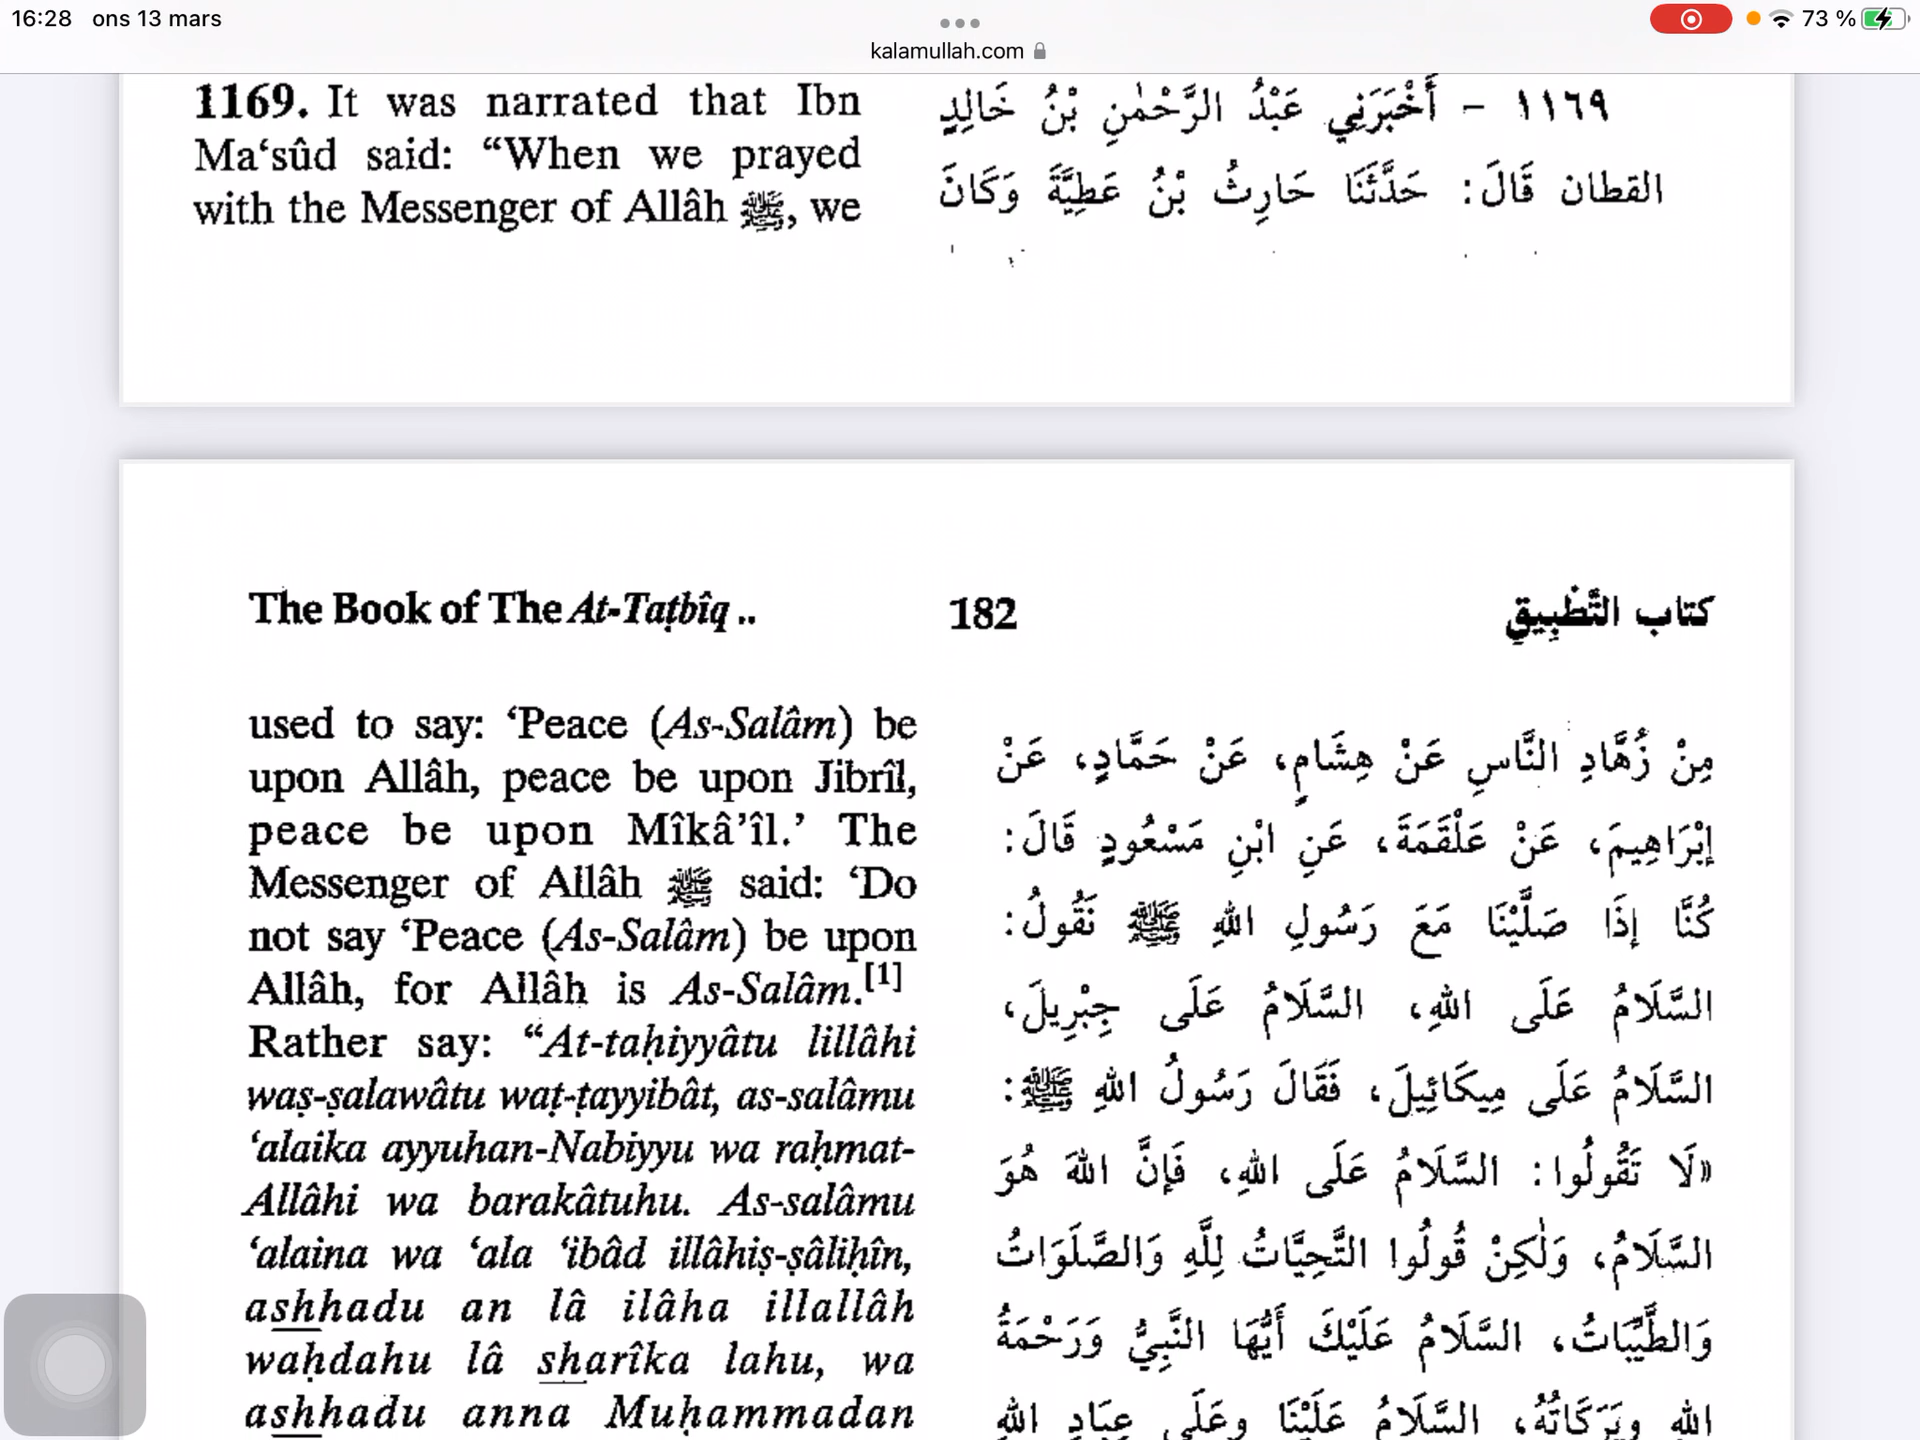 16:28 ons 13 mars
73 %
kalamullah.com
1169. It was narrated that Ibn
Ma‘sûd said: “When we prayed
with the Messenger of Allâh ﷺ, we
١١٦٩ - أَخْبَرَنِي عَبْدُ الرَّحْمٰنِ بْنُ خَالِدٍ
القطان قَالَ: حَدَّثَنَا حَارِثُ بْنُ عَطِيَّةَ وَكَانَ
The Book of The At-Taṭbîq ..
182
كتاب التَّطْبِيقِ
used to say: ‘Peace (As-Salâm) be
upon Allâh, peace be upon Jibrîl,
peace be upon Mîkâ’îl.’ The
Messenger of Allâh ﷺ said: ‘Do
not say ‘Peace (As-Salâm) be upon
Allâh, for Allâh is As-Salâm.[1]
Rather say: “At-taḥiyyâtu lillâhi
waṣ-ṣalawâtu waṭ-ṭayyibât, as-salâmu
‘alaika ayyuhan-Nabiyyu wa raḥmat-
Allâhi wa barakâtuhu. As-salâmu
‘alaina wa ‘ala ‘ibâd illâhiṣ-ṣâliḥîn,
ashhadu an lâ ilâha illallâh
waḥdahu lâ sharîka lahu, wa
ashhadu anna Muḥammadan
مِنْ زُهَّادِ النَّاسِ عَنْ هِشَامٍ، عَنْ حَمَّادٍ، عَنْ
إِبْرَاهِيمَ، عَنْ عَلْقَمَةَ، عَنِ ابْنِ مَسْعُودٍ قَالَ:
كُنَّا إِذَا صَلَّيْنَا مَعَ رَسُولِ اللهِ ﷺ نَقُولُ:
السَّلَامُ عَلَى اللهِ، السَّلَامُ عَلَى جِبْرِيلَ،
السَّلَامُ عَلَى مِيكَائِيلَ، فَقَالَ رَسُولُ اللهِ ﷺ:
«لَا تَقُولُوا: السَّلَامُ عَلَى اللهِ، فَإِنَّ اللهَ هُوَ
السَّلَامُ، وَلٰكِنْ قُولُوا التَّحِيَّاتُ لِلَّهِ وَالصَّلَوَاتُ
وَالطَّيِّبَاتُ، السَّلَامُ عَلَيْكَ أَيُّهَا النَّبِيُّ وَرَحْمَةُ
اللهِ وَبَرَكَاتُهُ، السَّلَامُ عَلَيْنَا وَعَلَى عِبَادِ اللهِ